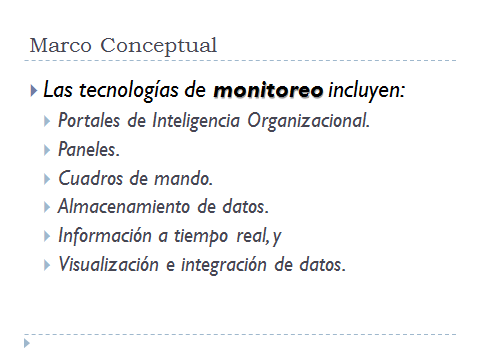 Marco Conceptual
Las tecnologías de monitoreo incluyen:
Portales de Inteligencia Organizacional.
Paneles.
Cuadros de mando.
Almacenamiento de datos.
Información a tiempo real, y
Visualización e integración de datos.